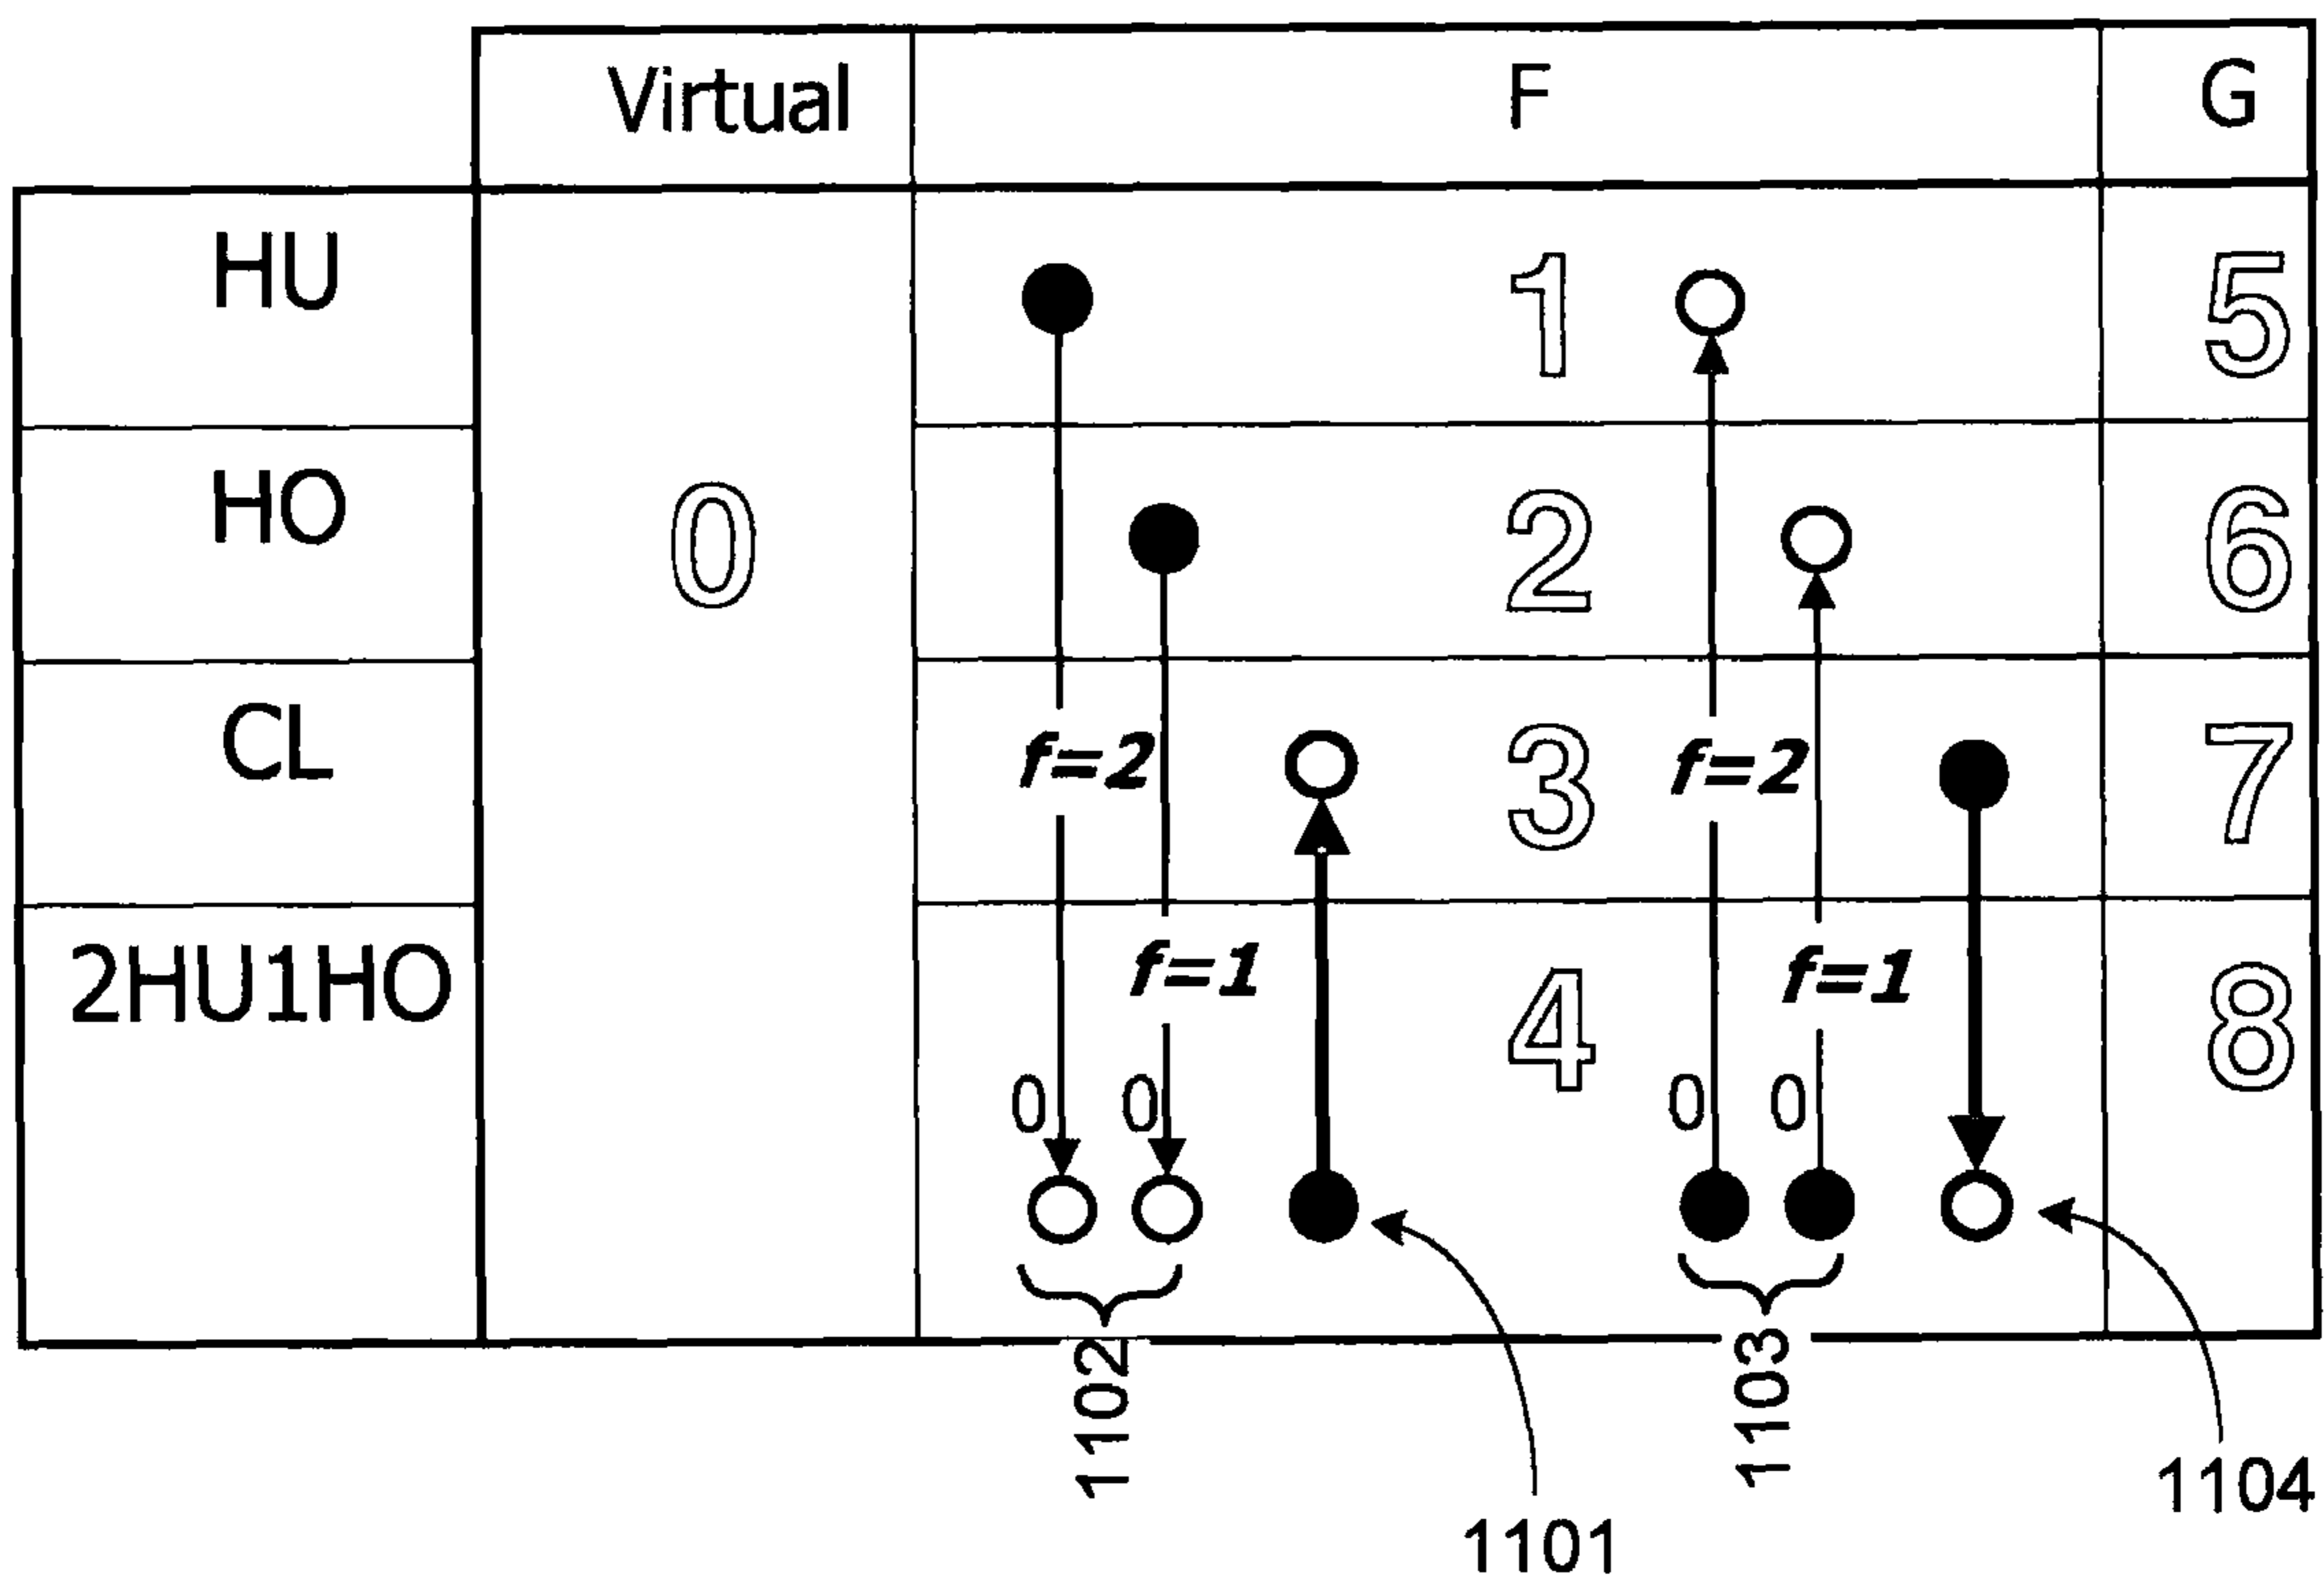 Virtual F G
HU 1 5
HO 0 2 6
CL f=2 3 f=2 7
2HU1HO f=1 4 f=1 8
0 0 0 0
1102 1103
1101 1104